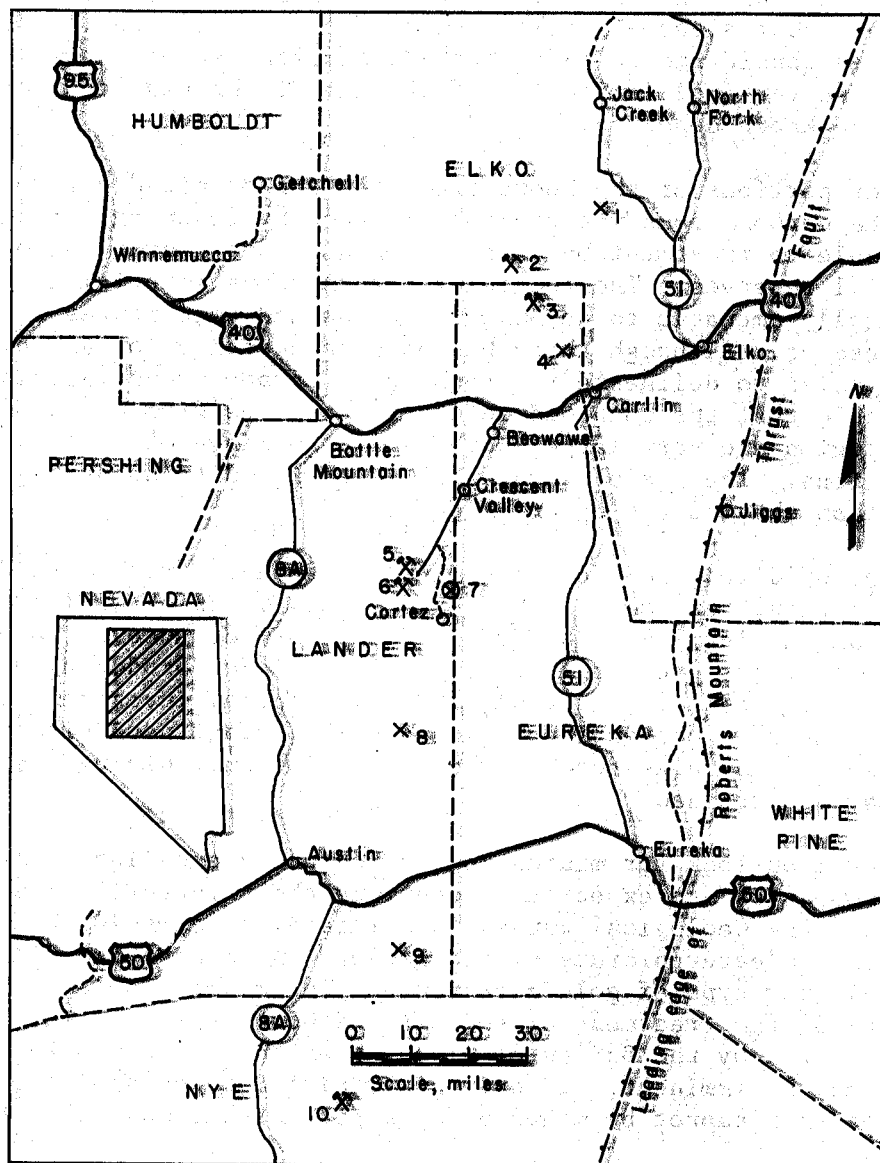 95
HUMBOLDT
Getchell
Winnemucca
40
ELKO
Jack
Creek
North
Fork
1
2
3
4
51
40
Elko
Carlin
Beowawe
Battle
Mountain
PERSHING
Crescent
Valley
Jiggs
N
8A
5
6
7
Cortez
NEVADA
LANDER
51
EUREKA
8
WHITE
PINE
Austin
Eureka
50
50
9
8A
0 10 20 30
Scale, miles
NYE
10
Leading edge of Roberts Mountain Thrust Fault